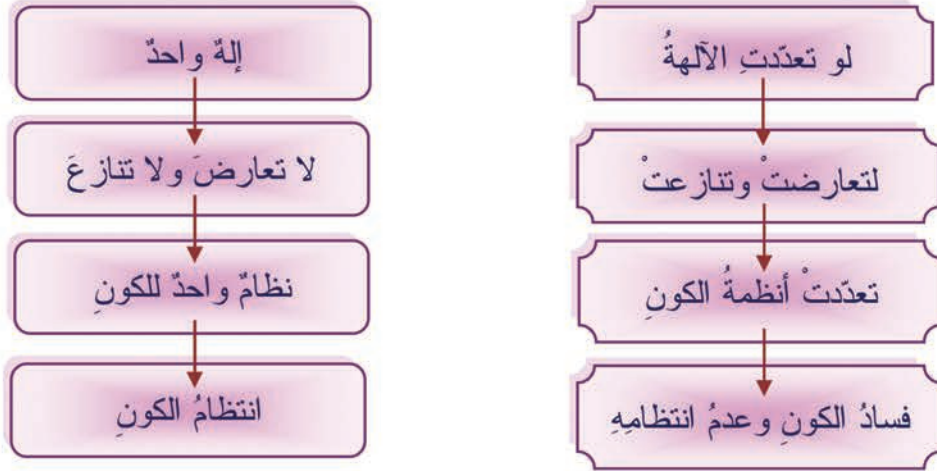 لو تعدّدتِ الآلهةُ
لتعارضتْ وتنازعتْ
تعدّدتْ أنظمةُ الكونِ
فسادُ الكونِ وعدمُ انتظامِهِ
إلهٌ واحدٌ
لا تعارضَ ولا تنازعَ
نظامٌ واحدٌ للكونِ
انتظامُ الكونِ